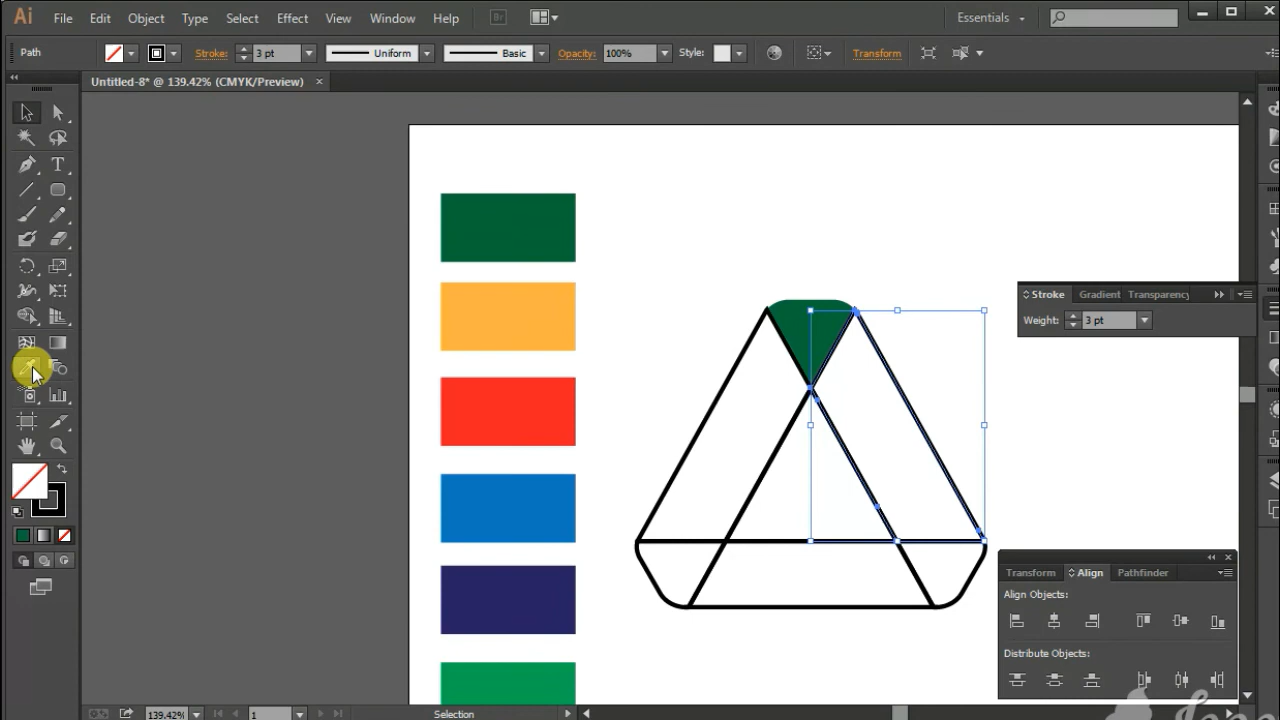 Ai File Edit Object Type Select Effect View Window Help Br Essentials
Path Stroke: 3 pt Uniform Basic Opacity: 100% Style: Transform
Untitled-8* @ 139.42% (CMYK/Preview) ×
T
Stroke Gradient Transparency
Weight: 3 pt
Transform Align Pathfinder
Align Objects:
Distribute Objects:
139.42% 1 Selection